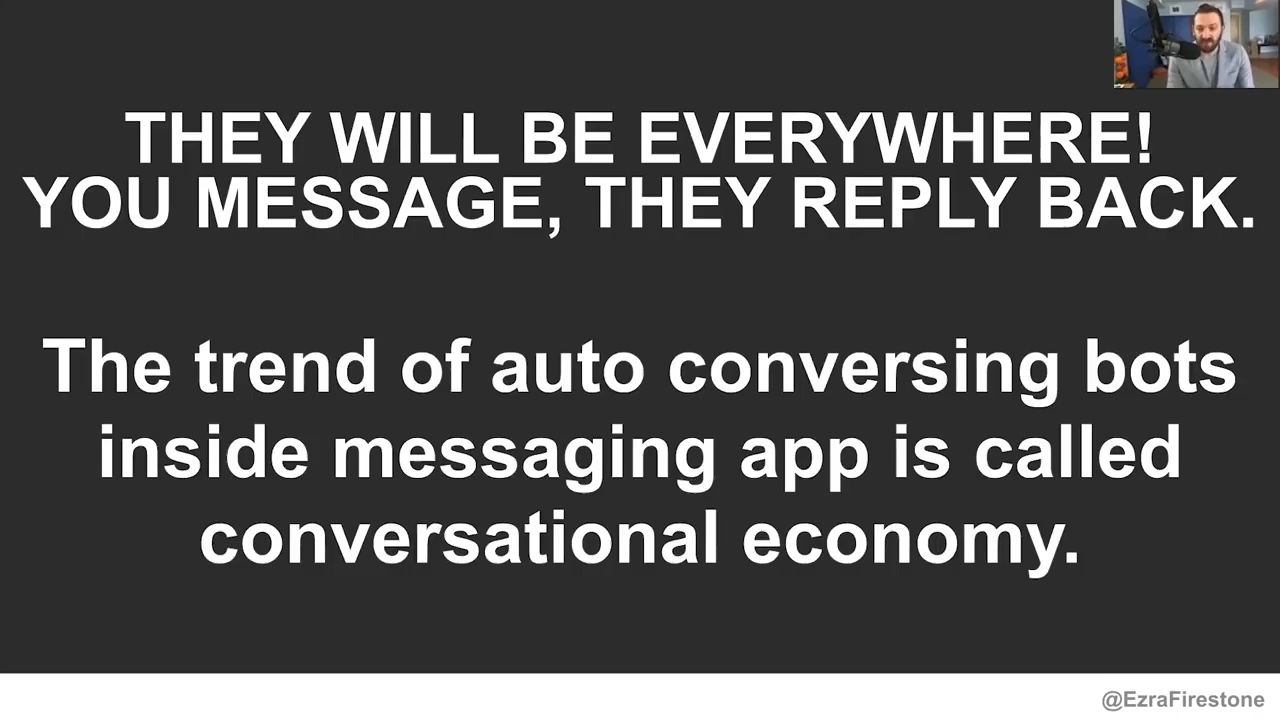 THEY WILL BE EVERYWHERE!
YOU MESSAGE, THEY REPLY BACK.
The trend of auto conversing bots
inside messaging app is called
conversational economy.
@EzraFirestone